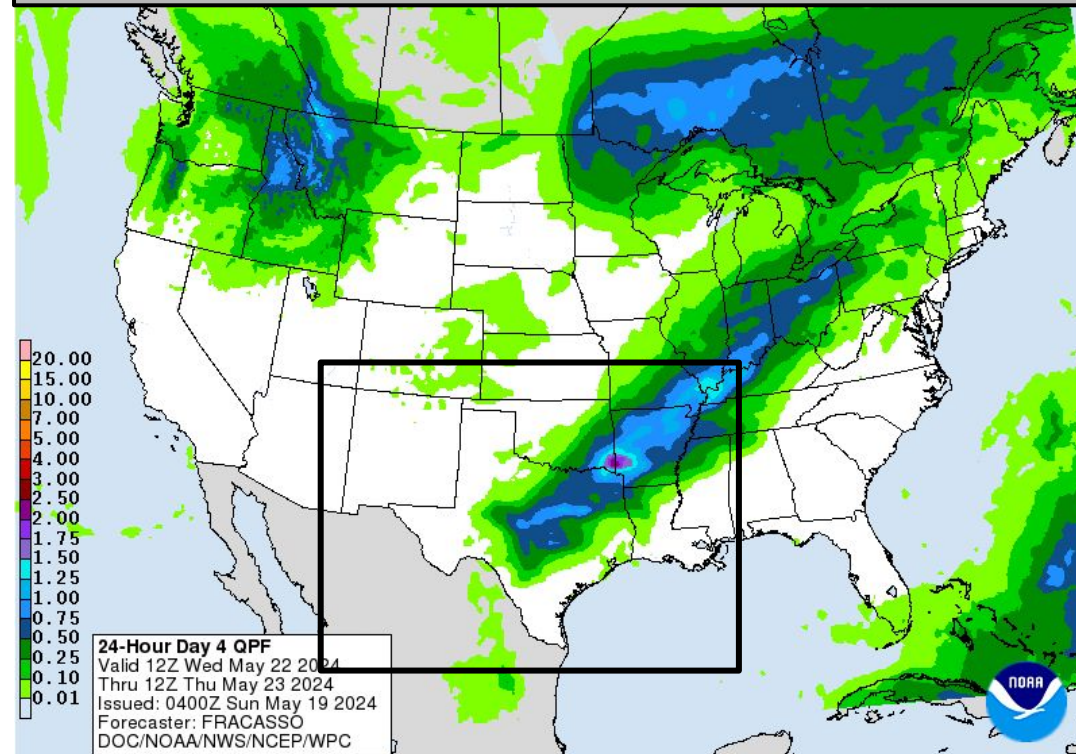 20.00
15.00
10.00
7.00
5.00
4.00
3.00
2.50
2.00
1.75
1.50
1.25
1.00
0.75
0.50
0.25
0.10
0.01
24-Hour Day 4 QPF
Valid 12Z Wed May 22 2024
Thru 12Z Thu May 23 2024
Issued: 0400Z Sun May 19 2024
Forecaster: FRACASSO
DOC/NOAA/NWS/NCEP/WPC
NOAA